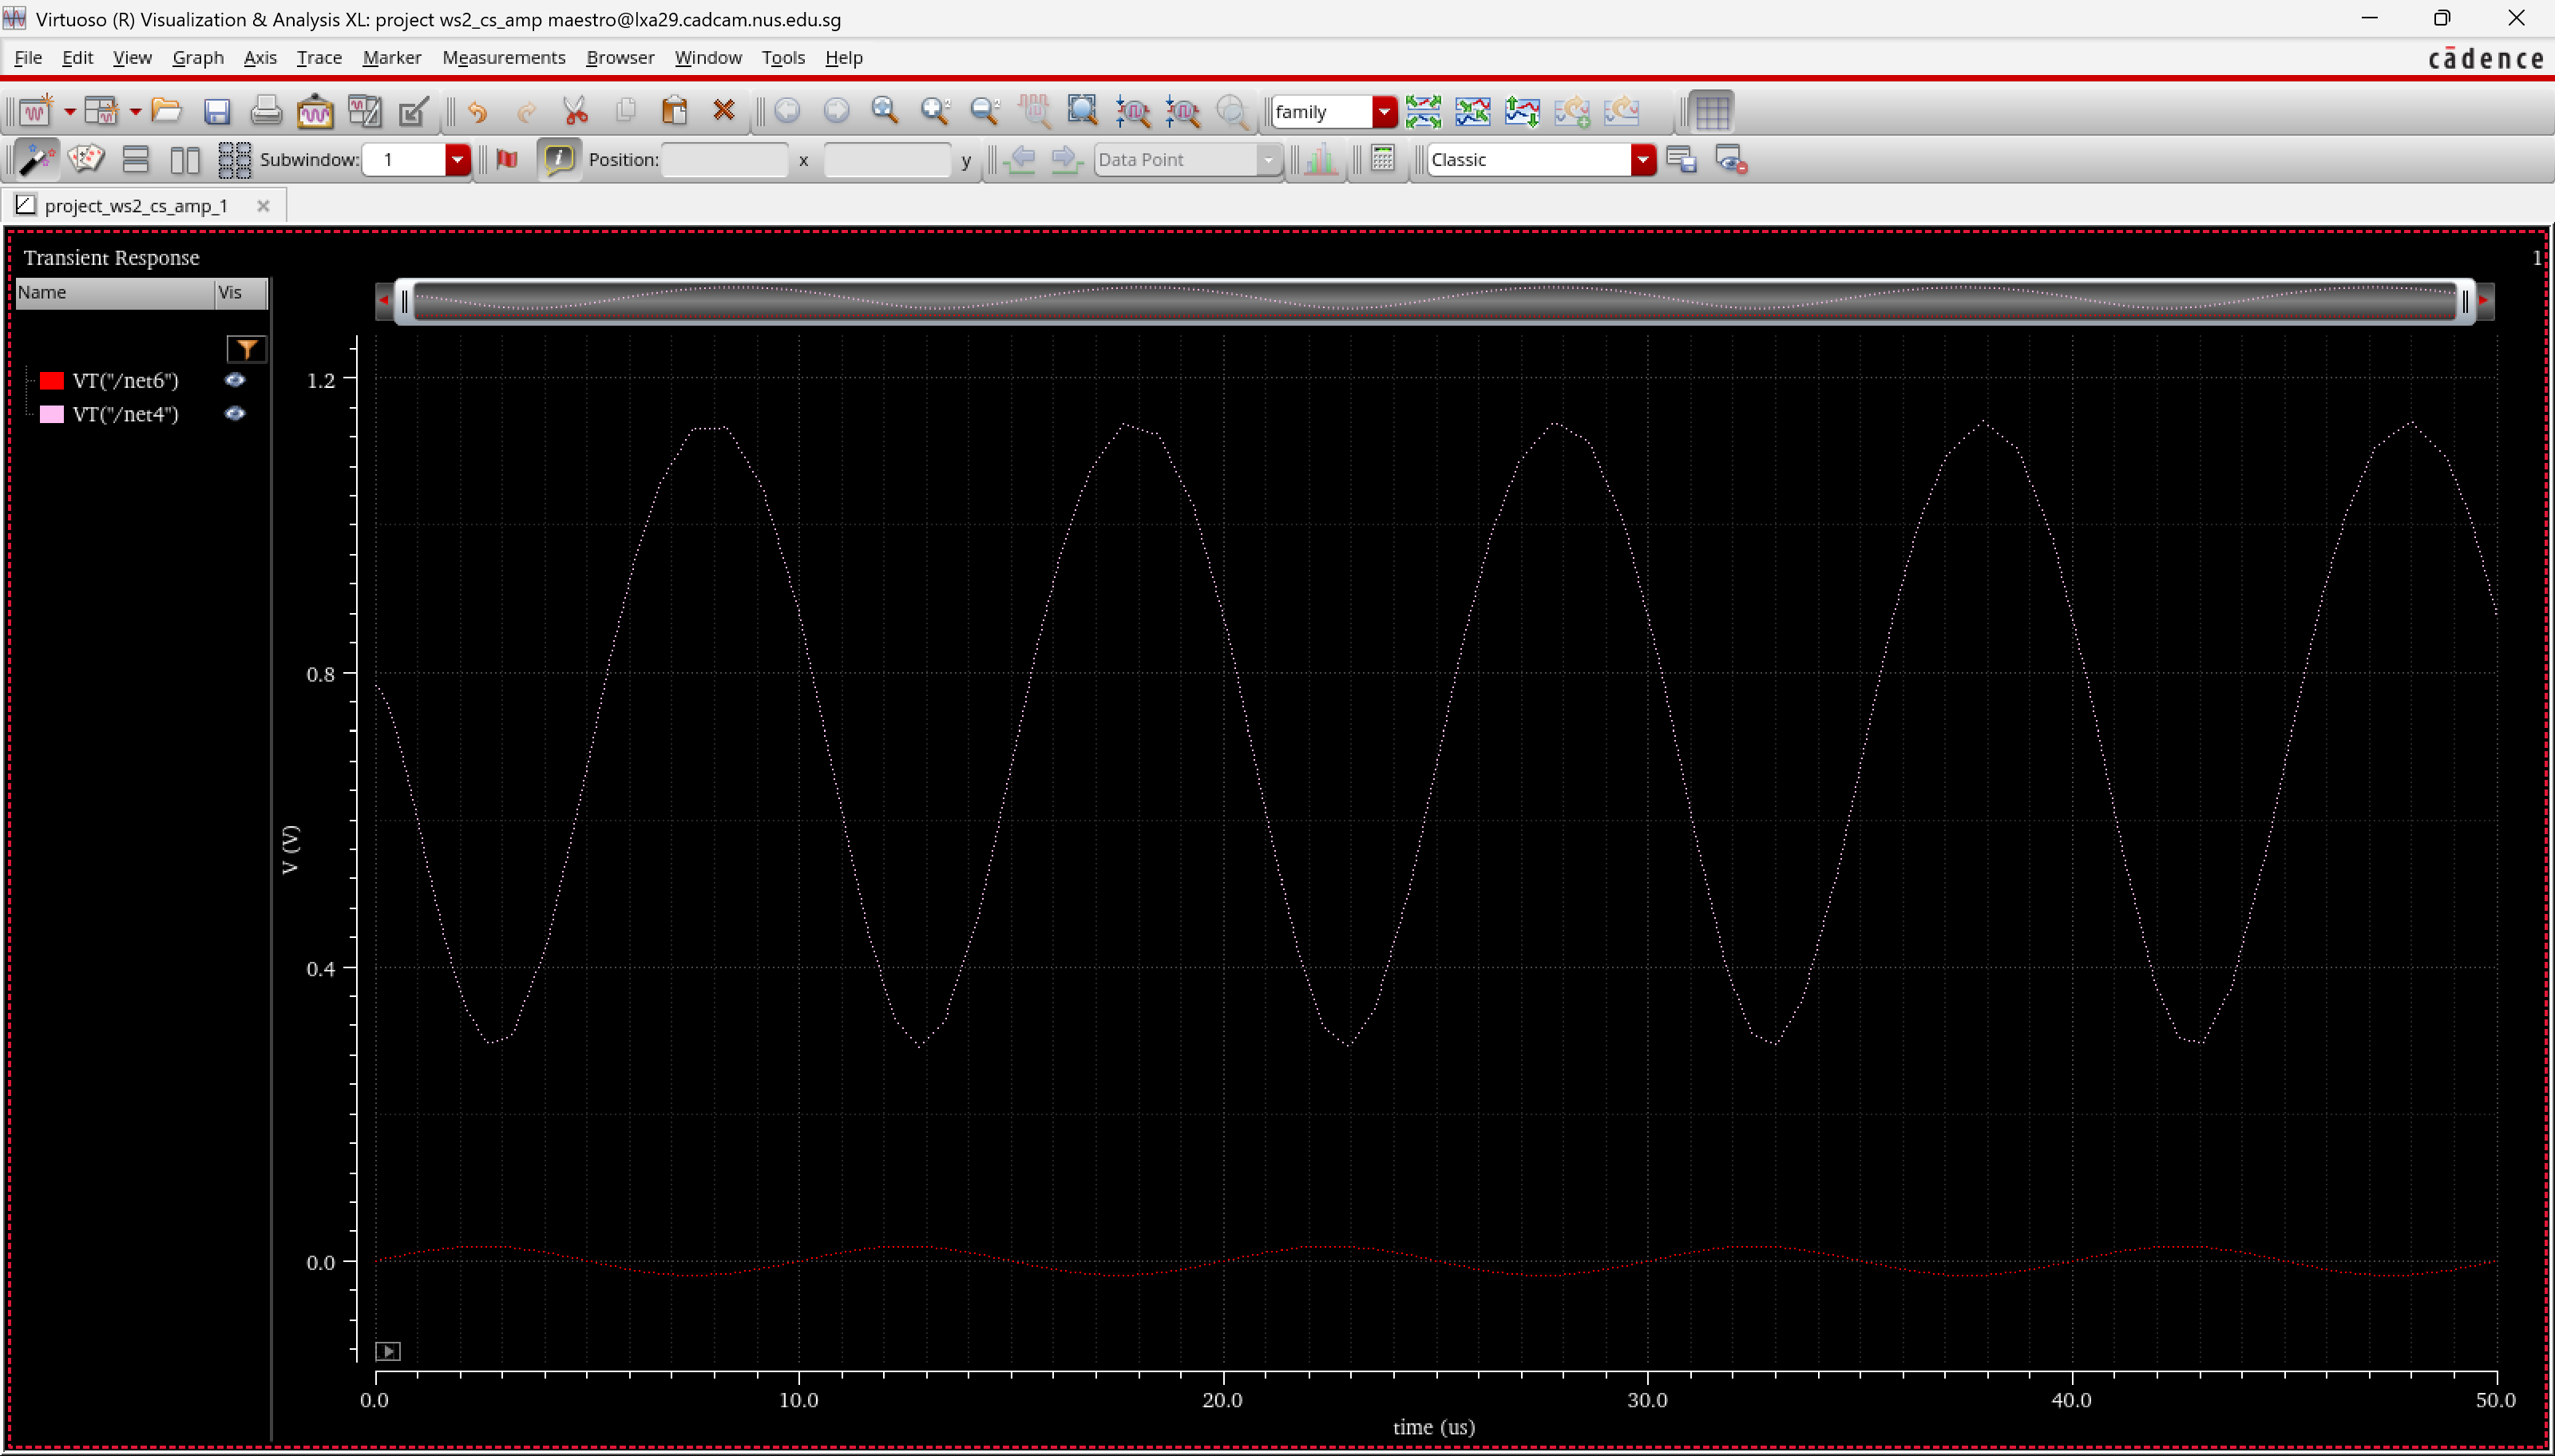 Virtuoso (R) Visualization & Analysis XL: project ws2_cs_amp maestro@lxa29.cadcam.nus.edu.sg
File Edit View Graph Axis Trace Marker Measurements Browser Window Tools Help
cādence
family
Subwindow: 1 Position: x y Data Point Classic
project_ws2_cs_amp_1
Transient Response
1
Name Vis
VT("/net6")
VT("/net4")
1.2
0.8
0.4
0.0
V (V)
0.0 10.0 20.0 30.0 40.0 50.0
time (us)